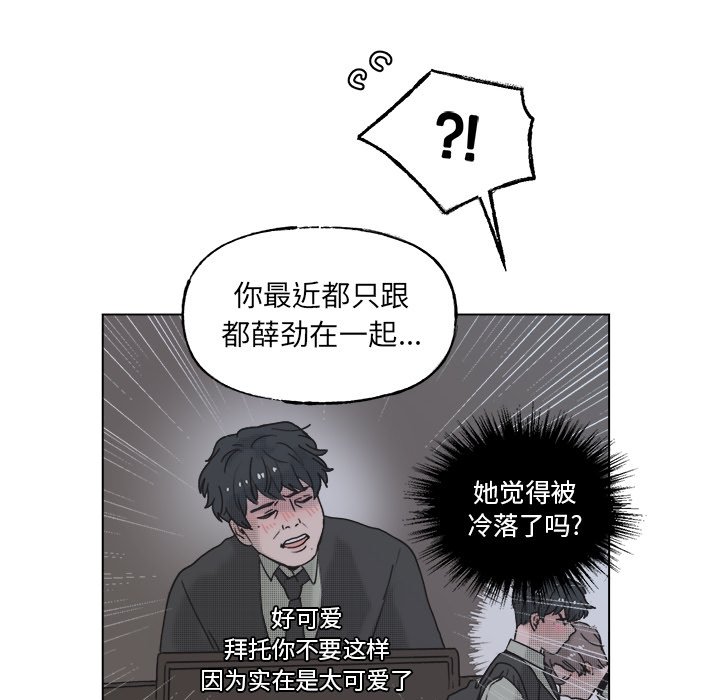 ?!
你最近都只跟
都薛劲在一起...
她觉得被
冷落了吗?
好可爱
拜托你不要这样
因为实在是太可爱了